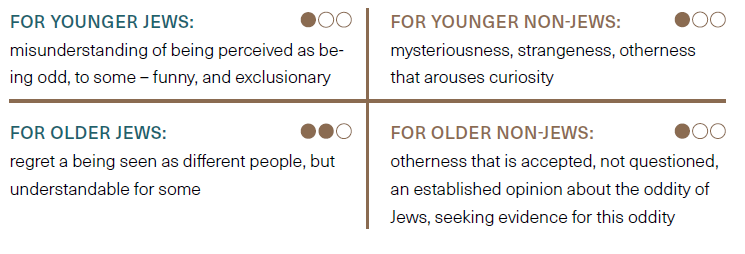 FOR YOUNGER JEWS:
misunderstanding of being perceived as be-
ing odd, to some – funny, and exclusionary
FOR YOUNGER NON-JEWS:
mysteriousness, strangeness, otherness
that arouses curiosity
FOR OLDER JEWS:
regret a being seen as different people, but
understandable for some
FOR OLDER NON-JEWS:
otherness that is accepted, not questioned,
an established opinion about the oddity of
Jews, seeking evidence for this oddity